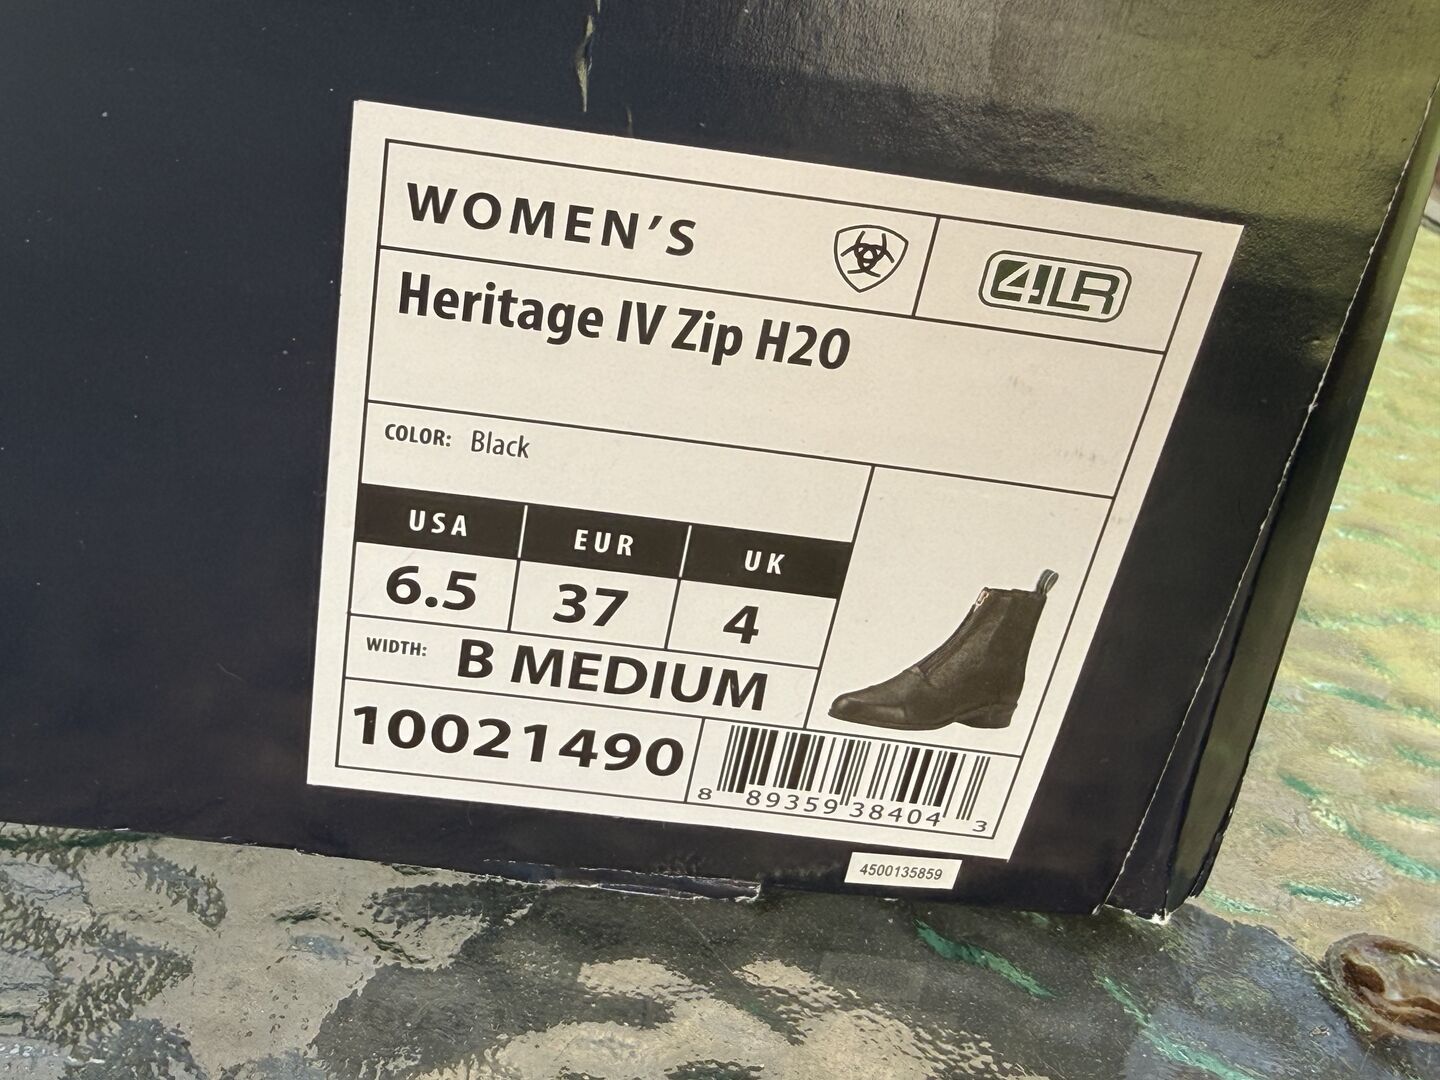 WOMEN'S
4LR
Heritage IV Zip H20
COLOR: Black
USA EUR UK
6.5 37 4
WIDTH: B MEDIUM
10021490
8 89359 38404 3
4500135859